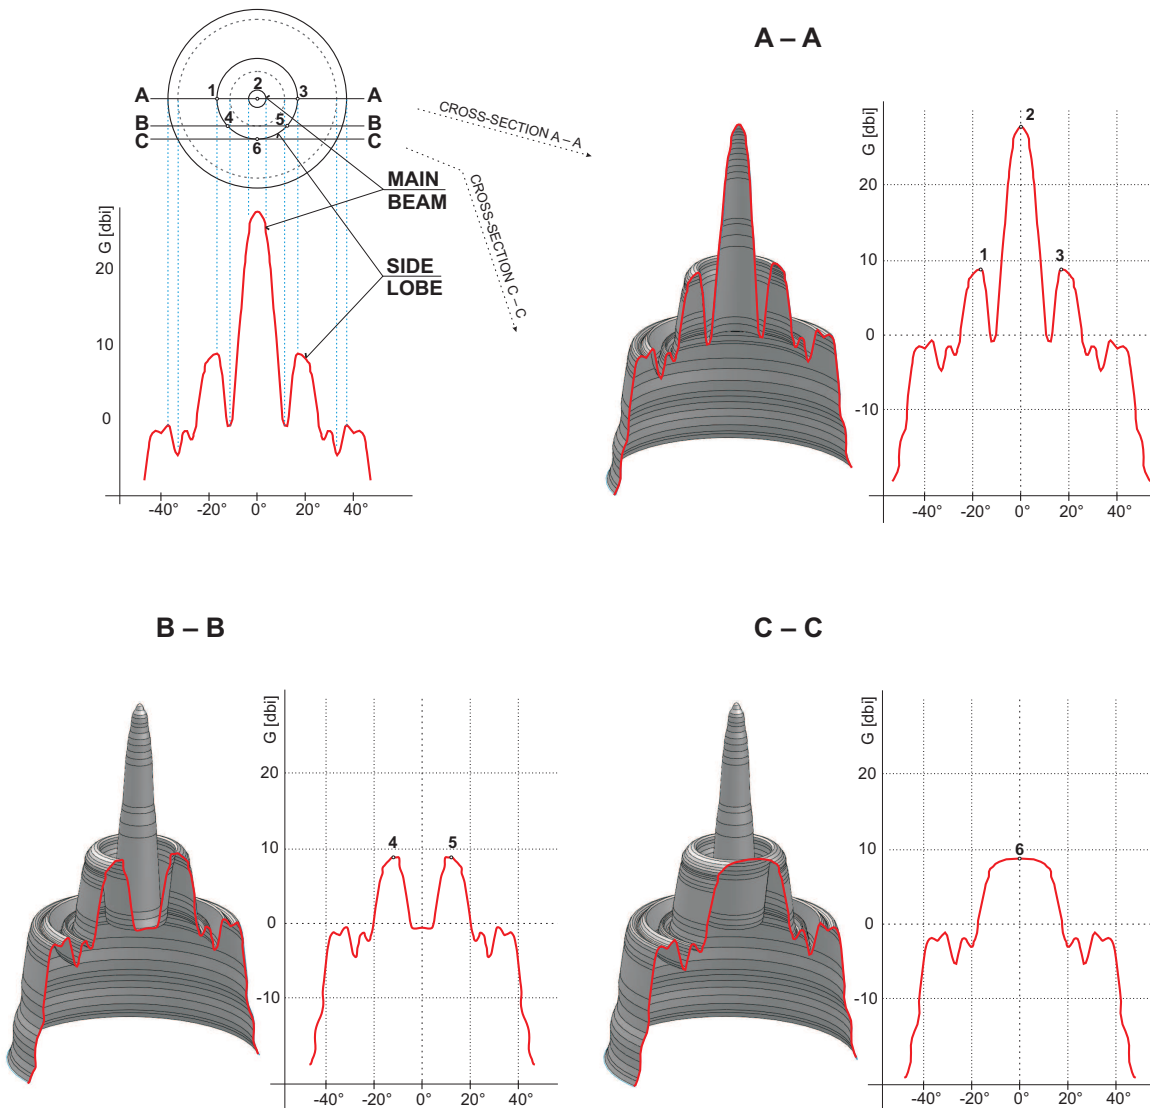 A – A
1
2
3
A
A
B
4
5
B
C
6
C
CROSS-SECTION A – A
CROSS-SECTION C – C
MAIN
BEAM
SIDE
LOBE
G [dbi]
20
10
0
-40°
-20°
0°
20°
40°
G [dbi]
20
10
0
-10
1
2
3
-40°
-20°
0°
20°
40°
B – B
G [dbi]
20
10
0
-10
4
5
-40°
-20°
0°
20°
40°
C – C
G [dbi]
20
10
0
-10
6
-40°
-20°
0°
20°
40°